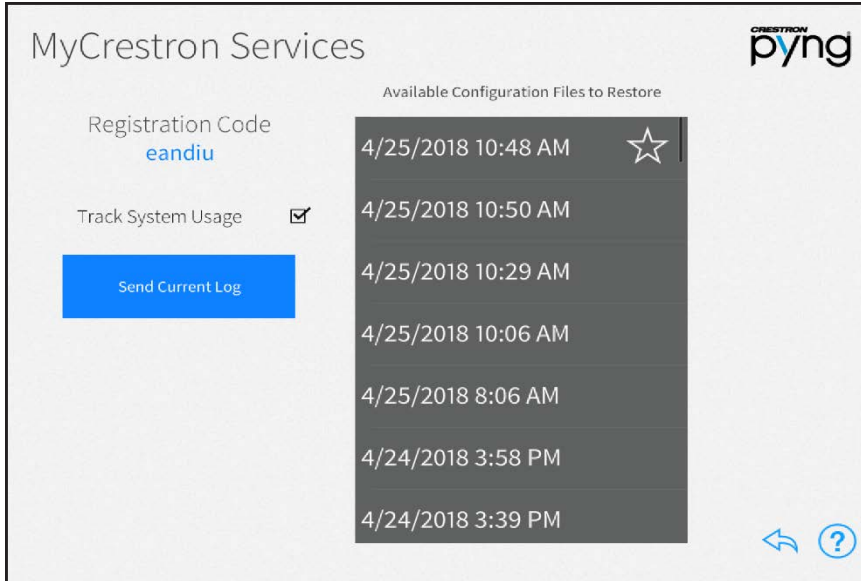 MyCrestron Services
CRESTRON
pyng
Registration Code
eandiu
Track System Usage
Send Current Log
Available Configuration Files to Restore
4/25/2018 10:48 AM
4/25/2018 10:50 AM
4/25/2018 10:29 AM
4/25/2018 10:06 AM
4/25/2018 8:06 AM
4/24/2018 3:58 PM
4/24/2018 3:39 PM
?